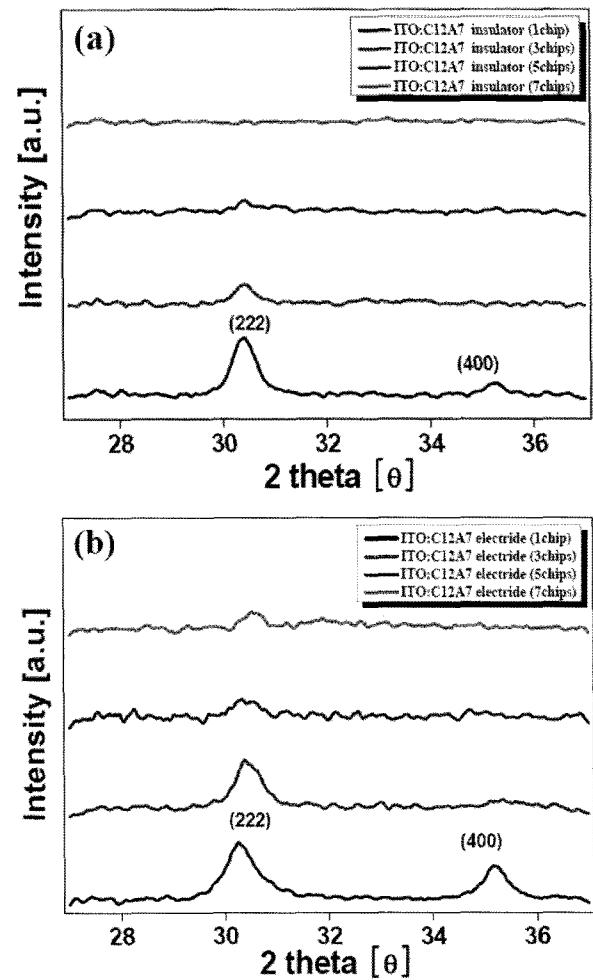 (a)
ITO:C12A7 insulator (1chip)
ITO:C12A7 insulator (3chips)
ITO:C12A7 insulator (5chips)
ITO:C12A7 insulator (7chips)
Intensity [a.u.]
(222)
(400)
28 30 32 34 36
2 theta [θ]
(b)
ITO:C12A7 electride (1chip)
ITO:C12A7 electride (3chips)
ITO:C12A7 electride (5chips)
ITO:C12A7 electride (7chips)
Intensity [a.u.]
(222)
(400)
28 30 32 34 36
2 theta [θ]